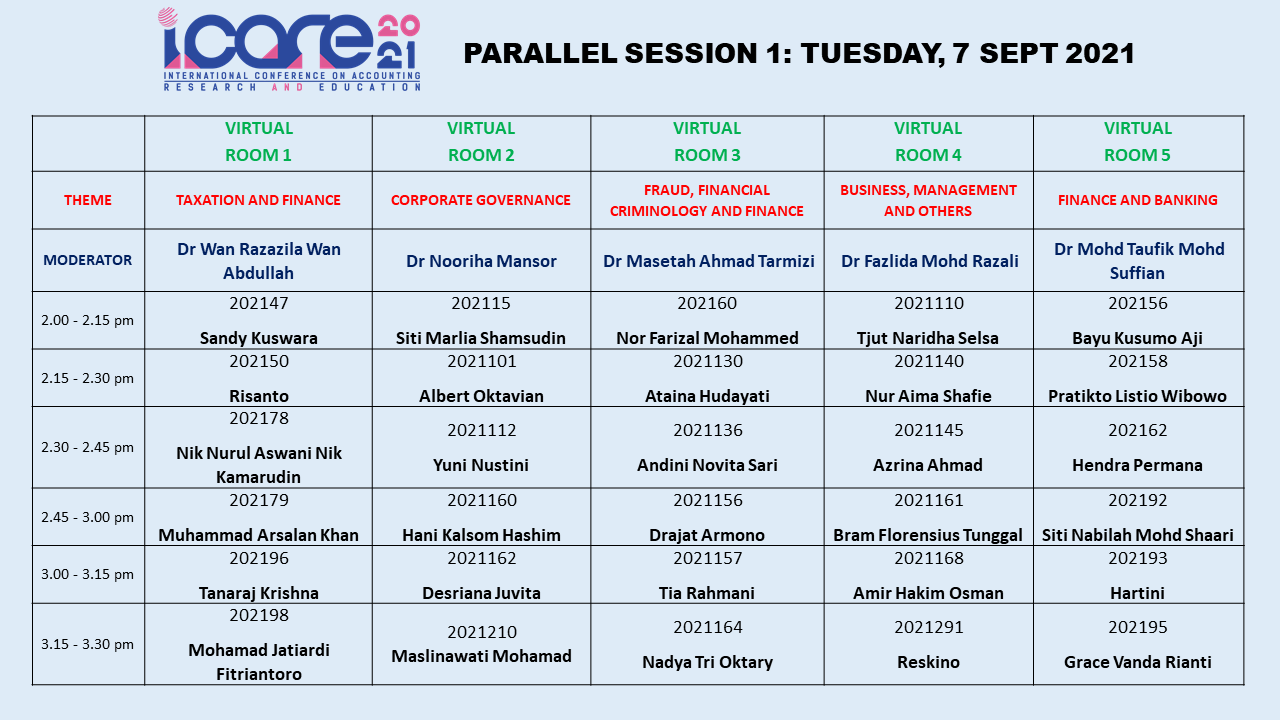 icare 2021
INTERNATIONAL CONFERENCE ON ACCOUNTING
RESEARCH AND EDUCATION
PARALLEL SESSION 1: TUESDAY, 7 SEPT 2021
VIRTUAL ROOM 1
VIRTUAL ROOM 2
VIRTUAL ROOM 3
VIRTUAL ROOM 4
VIRTUAL ROOM 5
THEME
TAXATION AND FINANCE
CORPORATE GOVERNANCE
FRAUD, FINANCIAL
CRIMINOLOGY AND FINANCE
BUSINESS, MANAGEMENT
AND OTHERS
FINANCE AND BANKING
MODERATOR
Dr Wan Razazila Wan
Abdullah
Dr Nooriha Mansor
Dr Masetah Ahmad Tarmizi
Dr Fazlida Mohd Razali
Dr Mohd Taufik Mohd
Suffian
2.00 - 2.15 pm
202147
Sandy Kuswara
202115
Siti Marlia Shamsudin
202160
Nor Farizal Mohammed
2021110
Tjut Naridha Selsa
202156
Bayu Kusumo Aji
2.15 - 2.30 pm
202150
Risanto
2021101
Albert Oktavian
2021130
Ataina Hudayati
2021140
Nur Aima Shafie
202158
Pratikto Listio Wibowo
2.30 - 2.45 pm
202178
Nik Nurul Aswani Nik
Kamarudin
2021112
Yuni Nustini
2021136
Andini Novita Sari
2021145
Azrina Ahmad
202162
Hendra Permana
2.45 - 3.00 pm
202179
Muhammad Arsalan Khan
2021160
Hani Kalsom Hashim
2021156
Drajat Armono
2021161
Bram Florensius Tunggal
202192
Siti Nabilah Mohd Shaari
3.00 - 3.15 pm
202196
Tanaraj Krishna
2021162
Desriana Juvita
2021157
Tia Rahmani
2021168
Amir Hakim Osman
202193
Hartini
3.15 - 3.30 pm
202198
Mohamad Jatiardi
Fitriantoro
2021210
Maslinawati Mohamad
2021164
Nadya Tri Oktary
2021291
Reskino
202195
Grace Vanda Rianti